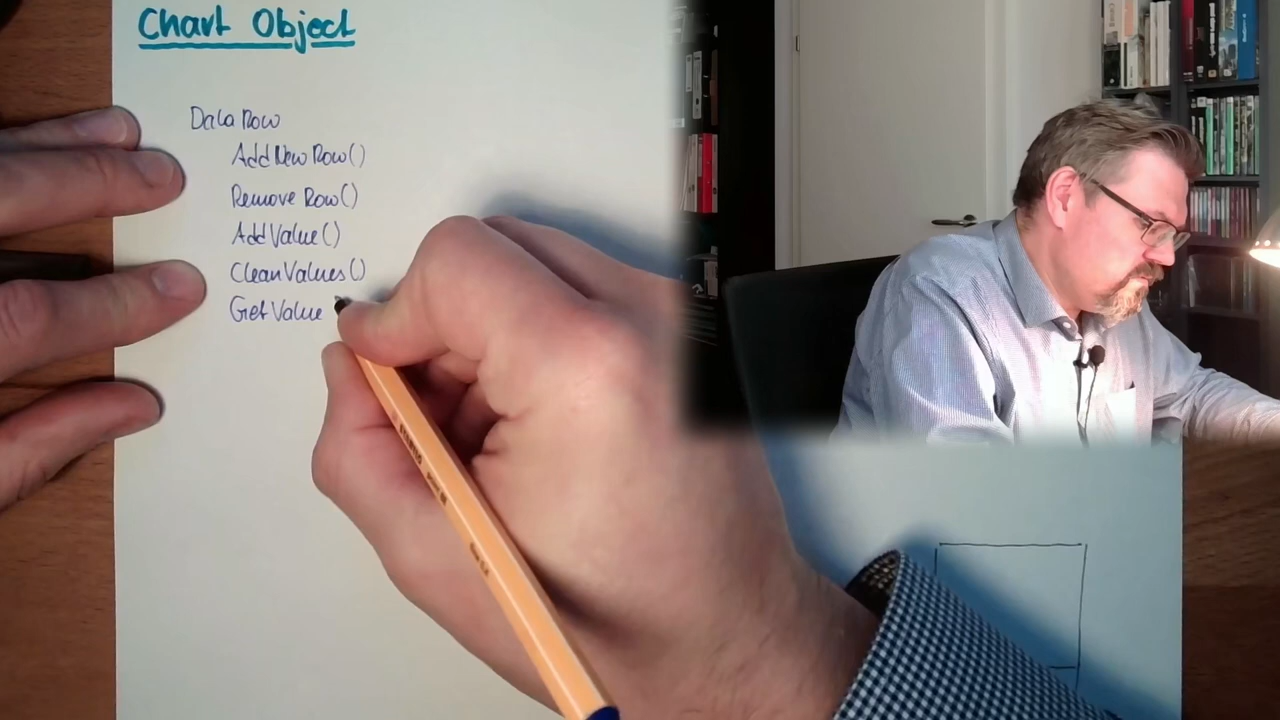 Chart Object
Data Row
Add New Row()
Remove Row()
Add Value()
Clean Values()
Get Value